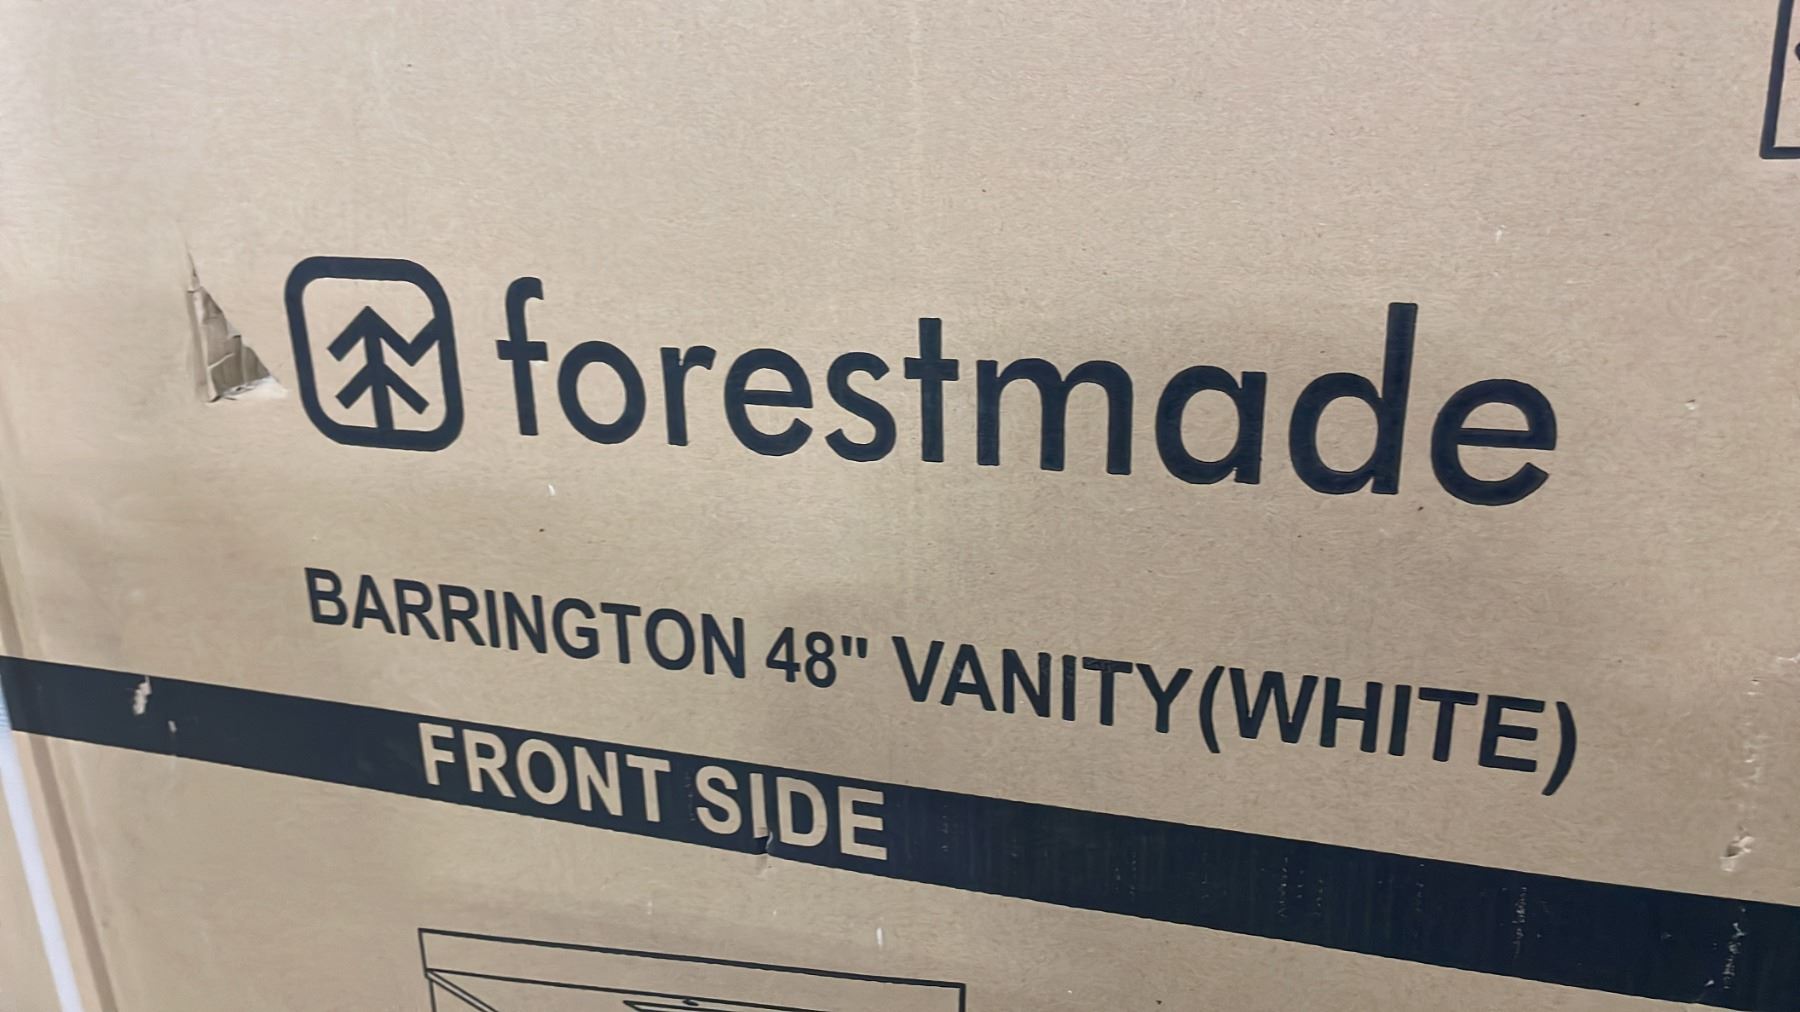 forestmade
BARRINGTON 48" VANITY(WHITE)
FRONT SIDE